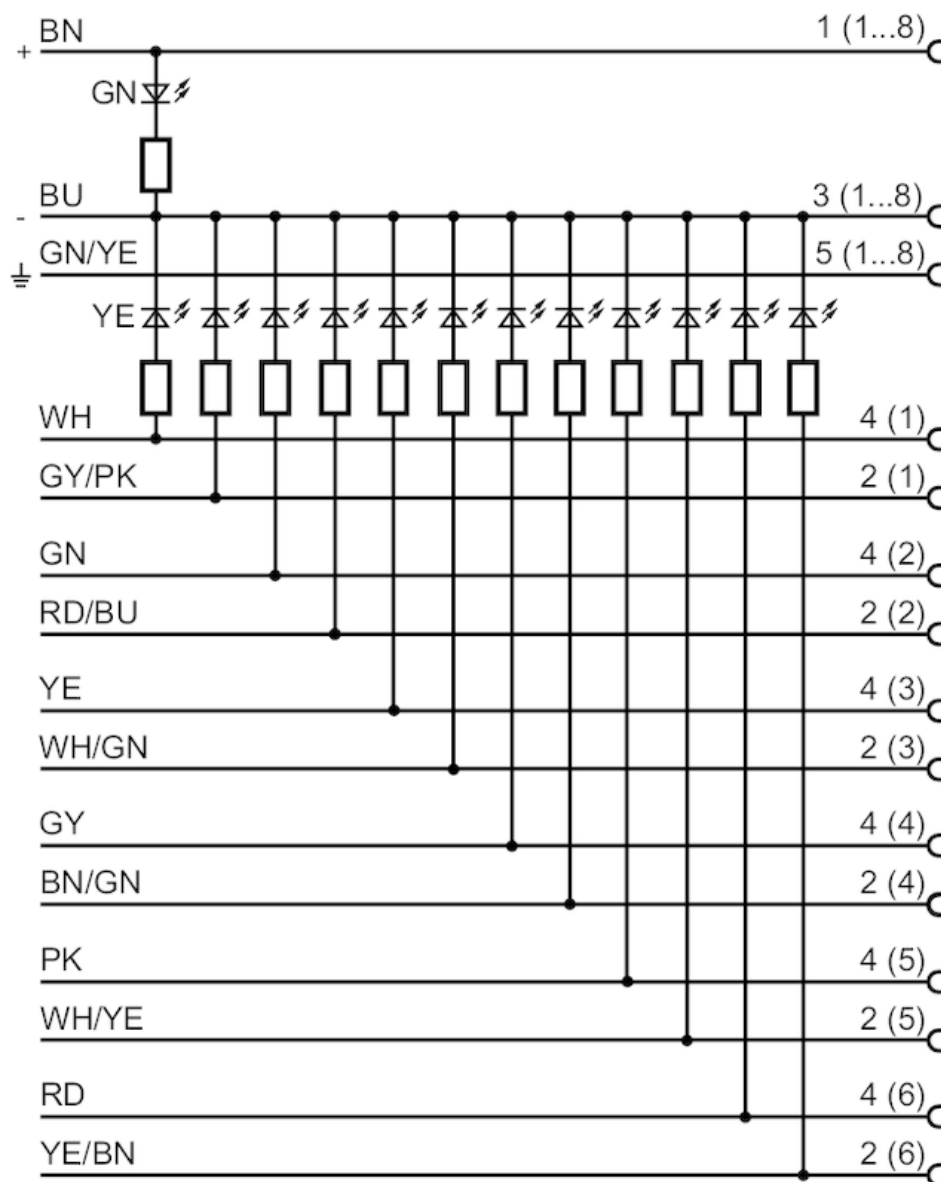 BN 1 (1...8)
+
GN
BU 3 (1...8)
-
GN/YE 5 (1...8)
YE
WH 4 (1)
GY/PK 2 (1)
GN 4 (2)
RD/BU 2 (2)
YE 4 (3)
WH/GN 2 (3)
GY 4 (4)
BN/GN 2 (4)
PK 4 (5)
WH/YE 2 (5)
RD 4 (6)
YE/BN 2 (6)